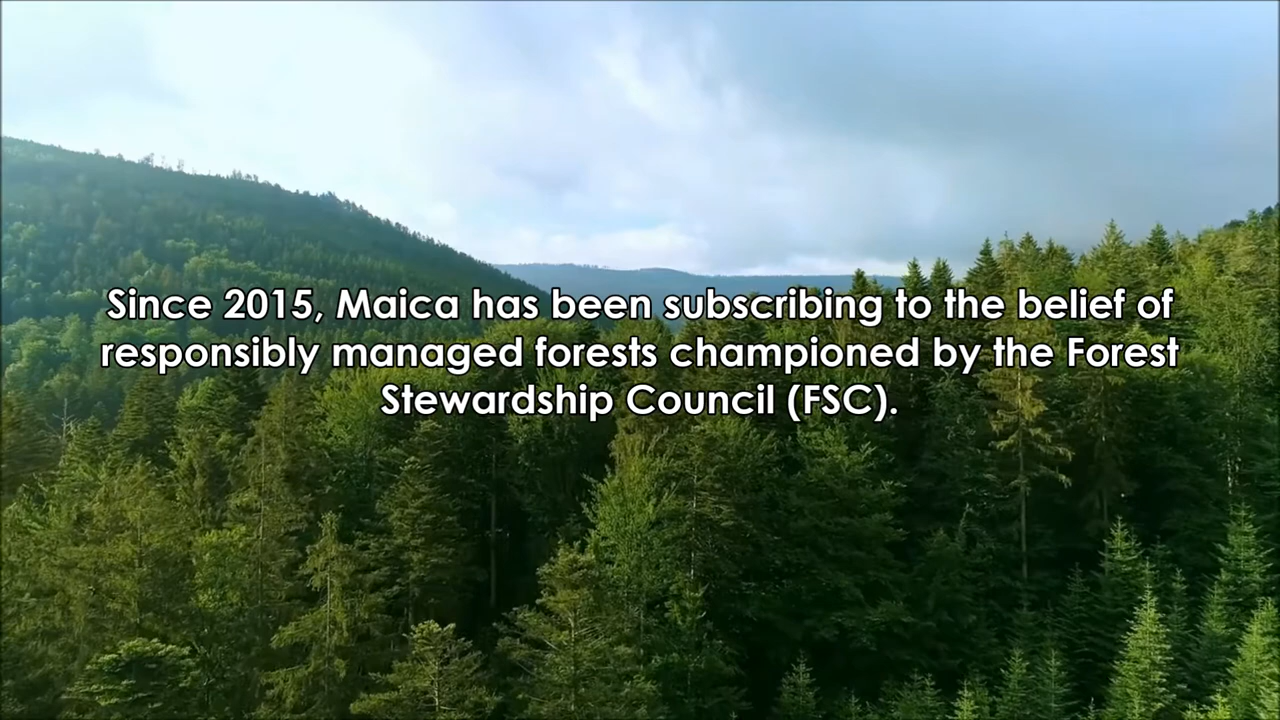 Since 2015, Maica has been subscribing to the belief of
responsibly managed forests championed by the Forest
Stewardship Council (FSC).